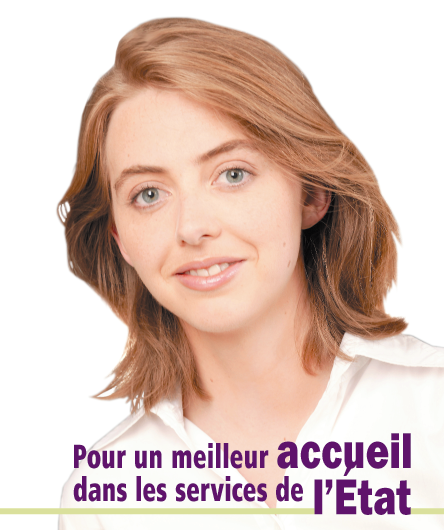 Pour un meilleur accueil
dans les services de l'État